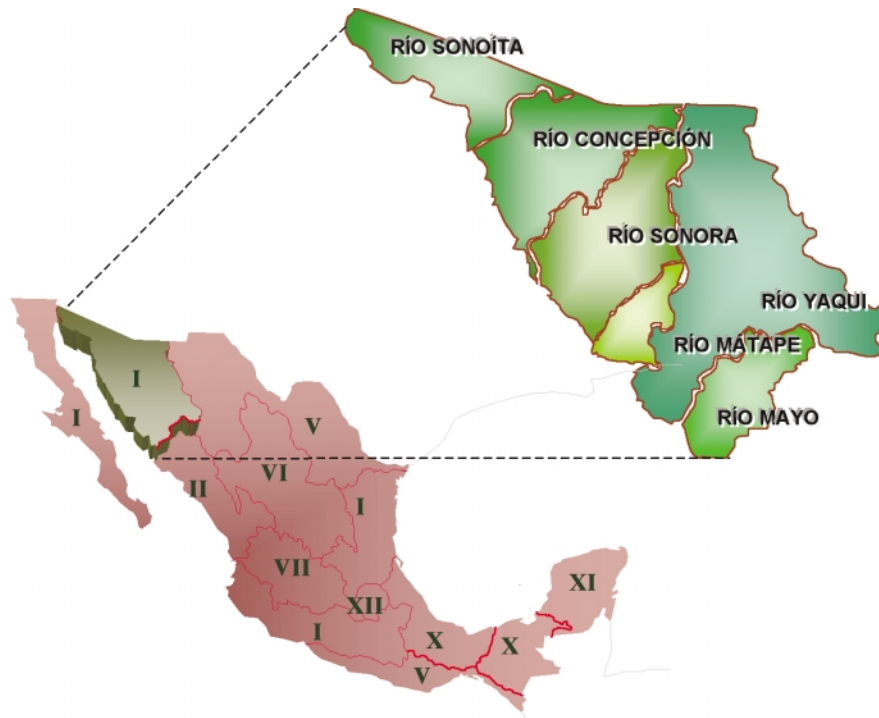 RÍO SONOÍTA
RÍO CONCEPCIÓN
RÍO SONORA
RÍO YAQUI
RÍO MÁTAPE
RÍO MAYO
I
I
V
II
VI
I
VII
XII
I
X
V
X
XI